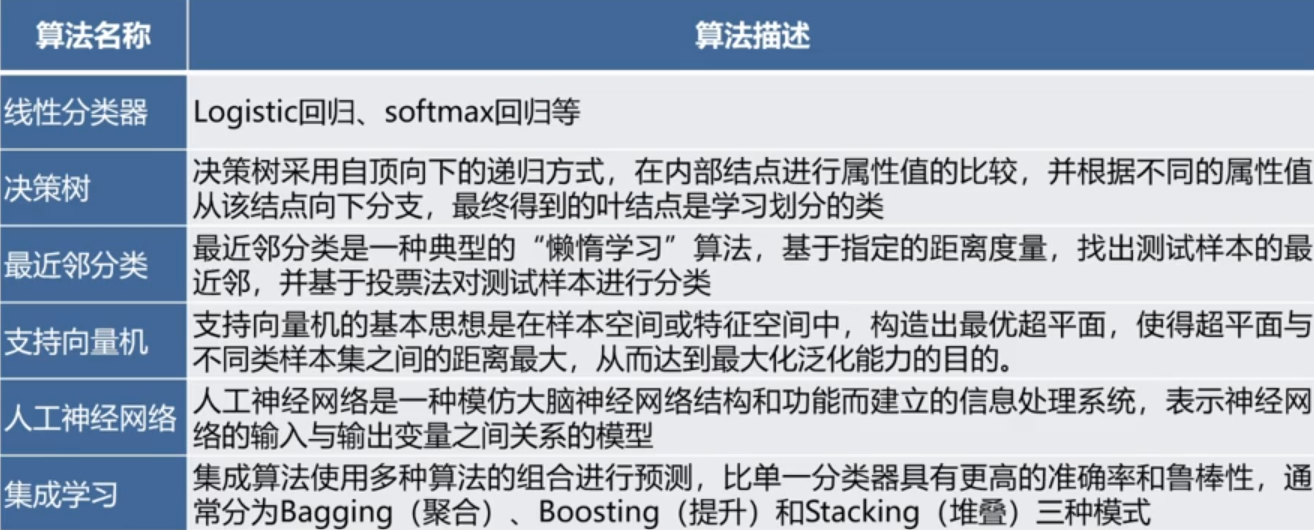 算法名称 算法描述
线性分类器 Logistic回归、softmax回归等
决策树 决策树采用自顶向下的递归方式，在内部结点进行属性值的比较，并根据不同的属性值
从该结点向下分支，最终得到的叶结点是学习划分的类
最近邻分类 最近邻分类是一种典型的“懒惰学习”算法，基于指定的距离度量，找出测试样本的最
近邻，并基于投票法对测试样本进行分类
支持向量机 支持向量机的基本思想是在样本空间或特征空间中，构造出最优超平面，使得超平面与
不同类样本集之间的距离最大，从而达到最大化泛化能力的目的。
人工神经网络 人工神经网络是一种模仿大脑神经网络结构和功能而建立的信息处理系统，表示神经网
络的输入与输出变量之间关系的模型
集成学习 集成算法使用多种算法的组合进行预测，比单一分类器具有更高的准确率和鲁棒性，通
常分为Bagging（聚合）、Boosting（提升）和Stacking（堆叠）三种模式